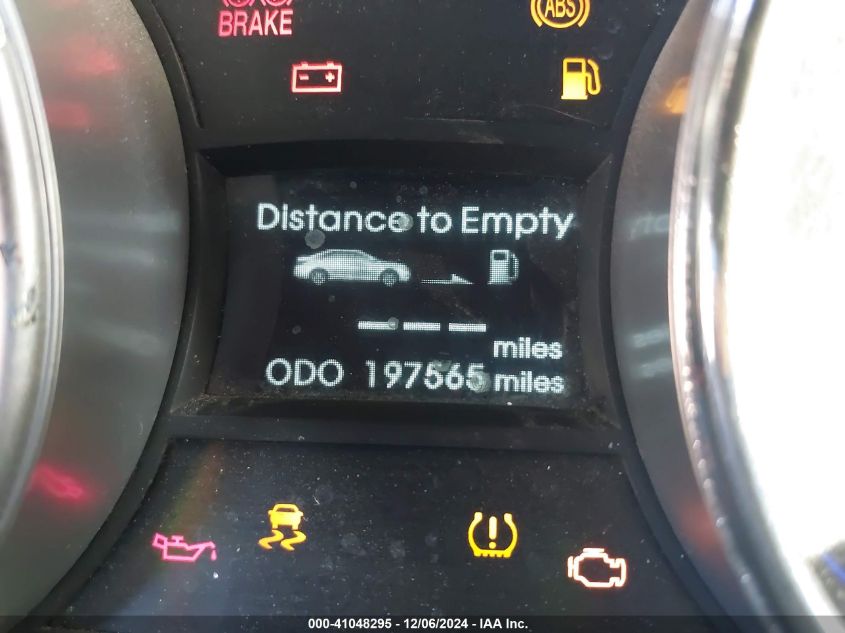 BRAKE
ABS
Distance to Empty
--- miles
ODO 197565 miles
000-41048295 - 12/06/2024 - IAA Inc.